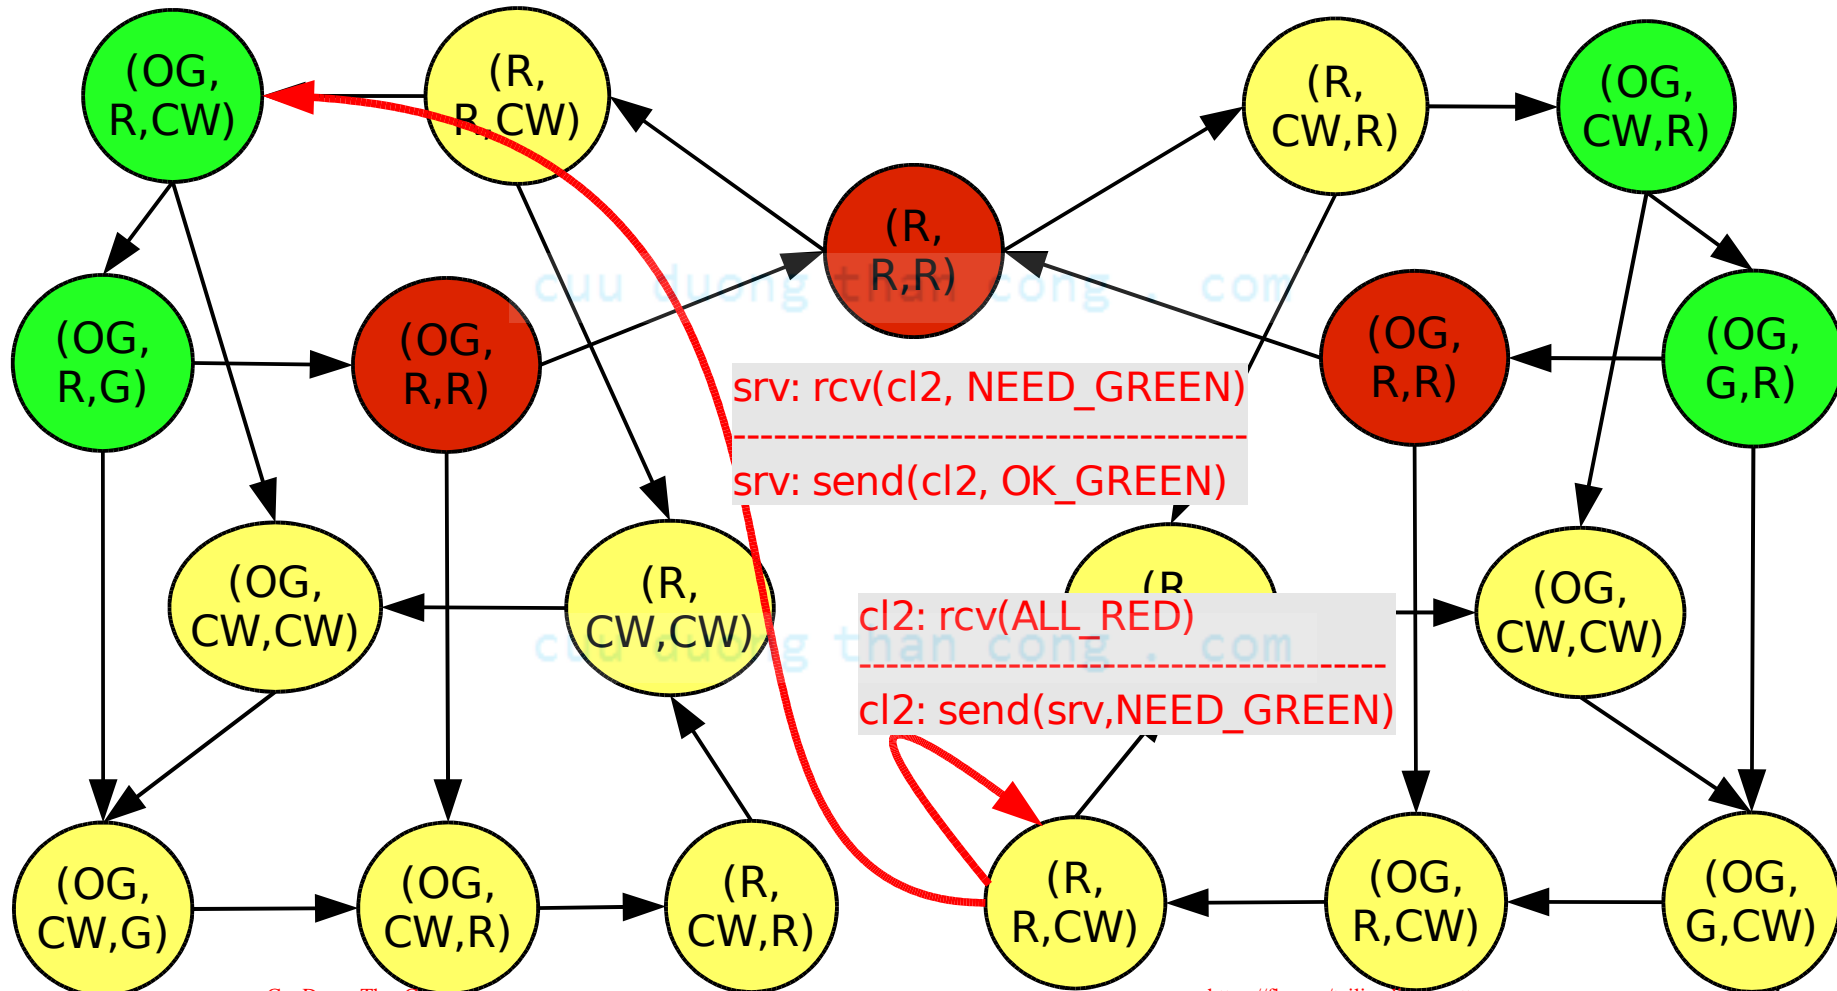 (OG,
R,CW)
(R,
R,CW)
(R,
CW,R)
(OG,
CW,R)
(R,
R,R)
(OG,
R,G)
(OG,
R,R)
(OG,
R,R)
(OG,
G,R)
cuu duong than cong . com
srv: rcv(cl2, NEED_GREEN)
-------------------------------------
srv: send(cl2, OK_GREEN)
(OG,
CW,CW)
(R,
CW,CW)
(R
(OG,
CW,CW)
cl2: rcv(ALL_RED)
---------------------------------------
cl2: send(srv,NEED_GREEN)
cuu duong than cong . com
(OG,
CW,G)
(OG,
CW,R)
(R,
CW,R)
(R,
R,CW)
(OG,
R,CW)
(OG,
G,CW)